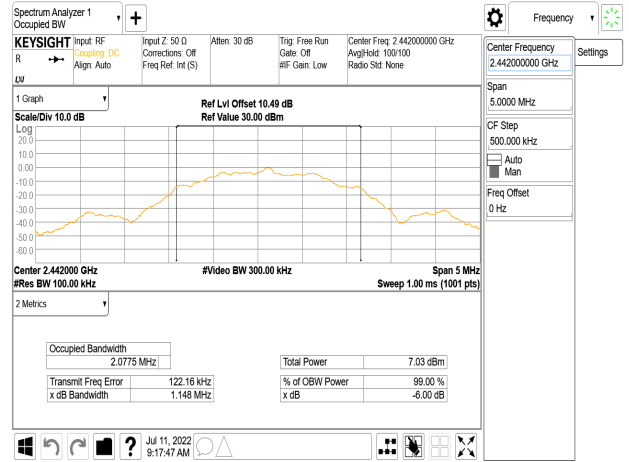 Spectrum Analyzer 1
Occupied BW
Frequency
KEYSIGHT
R
LXI
Input: RF
Coupling: DC
Align: Auto
Input Z: 50 Ω
Corrections: Off
Freq Ref: Int (S)
Atten: 30 dB
Trig: Free Run
Gate: Off
#IF Gain: Low
Center Freq: 2.442000000 GHz
Avg|Hold: 100/100
Radio Std: None
Center Frequency
2.442000000 GHz
Settings
Span
5.0000 MHz
CF Step
500.000 kHz
Auto
Man
Freq Offset
0 Hz
1 Graph
Scale/Div 10.0 dB
Ref Lvl Offset 10.49 dB
Ref Value 30.00 dBm
Log
20.0
10.0
0.00
-10.0
-20.0
-30.0
-40.0
-50.0
-60.0
Center 2.442000 GHz
#Res BW 100.00 kHz
#Video BW 300.00 kHz
Span 5 MHz
Sweep 1.00 ms (1001 pts)
2 Metrics
Occupied Bandwidth
2.0775 MHz
Total Power 7.03 dBm
Transmit Freq Error 122.16 kHz
% of OBW Power 99.00 %
x dB Bandwidth 1.148 MHz
x dB -6.00 dB
?
Jul 11, 2022
9:17:47 AM